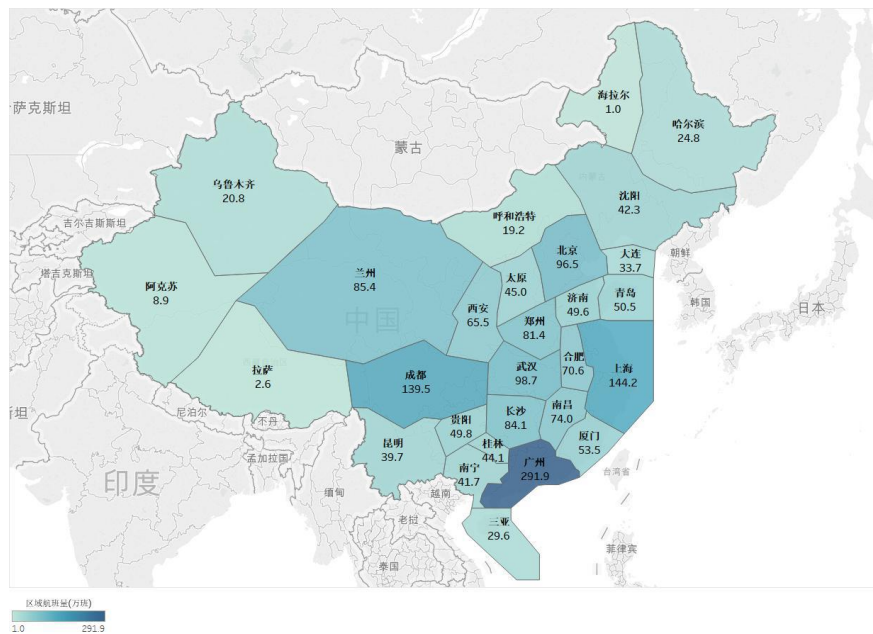 海拉尔
1.0
哈尔滨
24.8
萨克斯坦
蒙古
乌鲁木齐
20.8
沈阳
42.3
呼和浩特
19.2
吉尔吉斯斯坦
北京
96.5
大连
33.7
朝鲜
塔吉克斯坦
阿克苏
8.9
兰州
85.4
太原
45.0
济南
49.6
青岛
50.5
韩国
日本
西安
65.5
中国
郑州
81.4
拉萨
2.6
成都
139.5
武汉
98.7
合肥
70.6
上海
144.2
斯坦
尼泊尔
不丹
贵阳
49.8
长沙
84.1
南昌
74.0
昆明
39.7
桂林
44.1
厦门
53.5
孟加拉国
印度
南宁
41.7
广州
291.9
台湾省
缅甸
越南
老挝
三亚
29.6
菲律宾
泰国
区域航班量(万班)
1.0
291.9